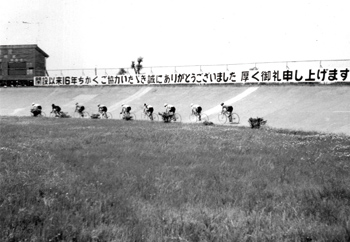 開設以来16年ちかくご協力いただき誠にありがとうございました 厚く御礼申し上げます